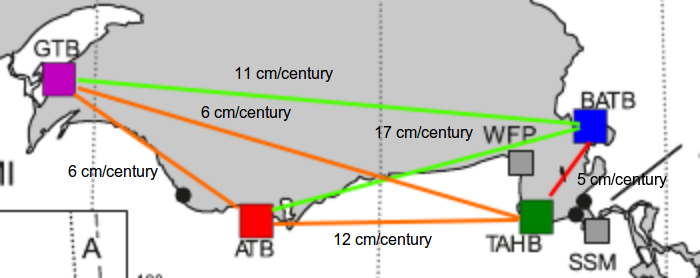 GTB
11 cm/century
BATB
6 cm/century
17 cm/century
WFP
MI
6 cm/century
5 cm/century
ATB
12 cm/century
TAHB
A
SSM